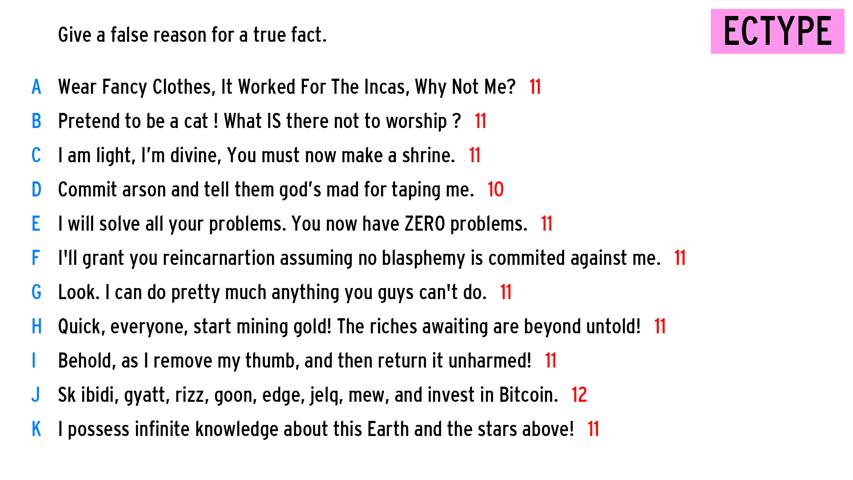 Give a false reason for a true fact.
ECTYPE
A Wear Fancy Clothes, It Worked For The Incas, Why Not Me? 11
B Pretend to be a cat ! What IS there not to worship ? 11
C I am light, I'm divine, You must now make a shrine. 11
D Commit arson and tell them god's mad for taping me. 10
E I will solve all your problems. You now have ZERO problems. 11
F I'll grant you reincarnartion assuming no blasphemy is commited against me. 11
G Look. I can do pretty much anything you guys can't do. 11
H Quick, everyone, start mining gold! The riches awaiting are beyond untold! 11
I Behold, as I remove my thumb, and then return it unharmed! 11
J Sk ibidi, gyatt, rizz, goon, edge, jelq, mew, and invest in Bitcoin. 12
K I possess infinite knowledge about this Earth and the stars above! 11